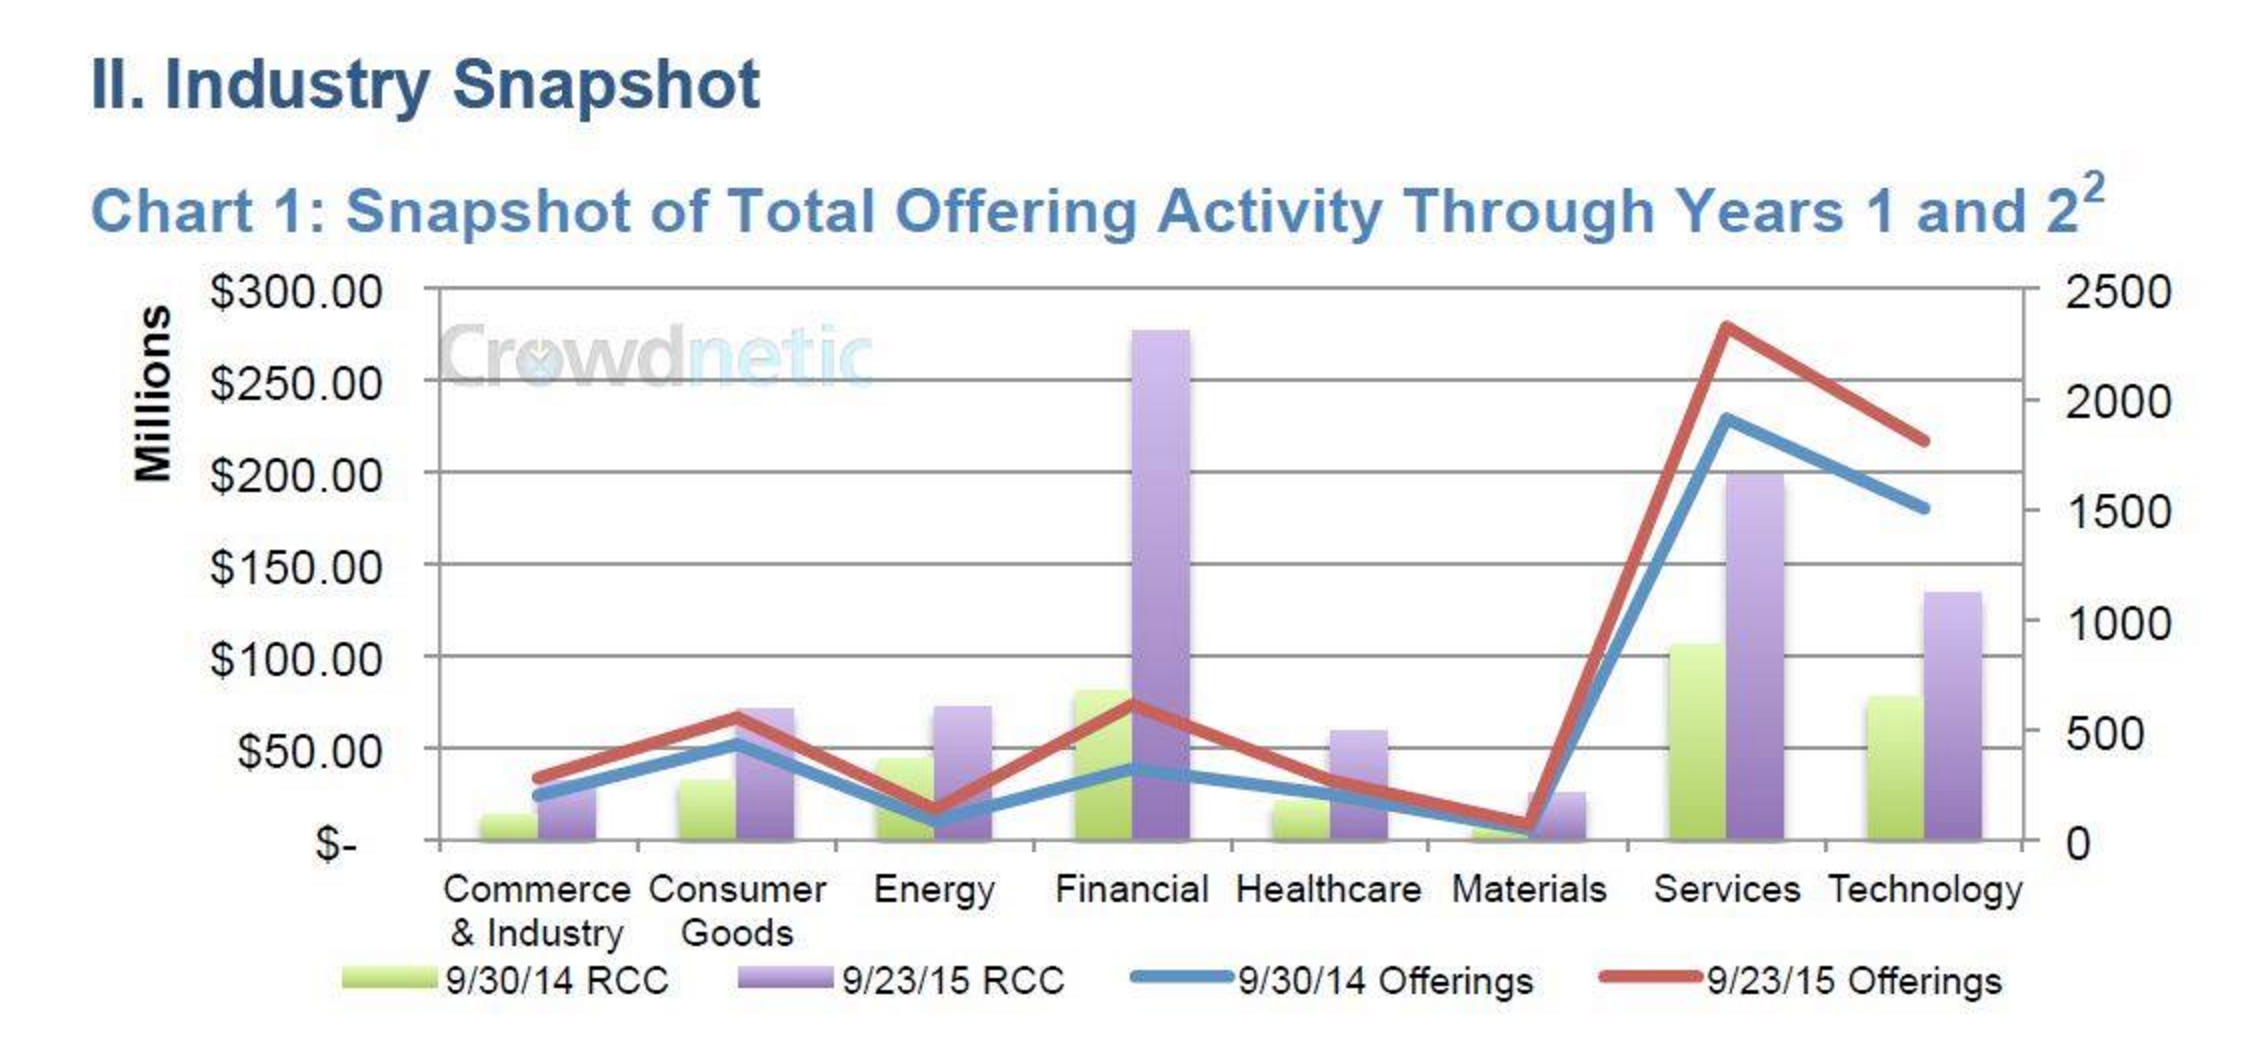 II. Industry Snapshot
Chart 1: Snapshot of Total Offering Activity Through Years 1 and 2²
Millions
$300.00
$250.00
$200.00
$150.00
$100.00
$50.00
$-
Crowdnetic
2500
2000
1500
1000
500
0
Commerce Consumer Energy Financial Healthcare Materials Services Technology
& Industry Goods
9/30/14 RCC 9/23/15 RCC 9/30/14 Offerings 9/23/15 Offerings